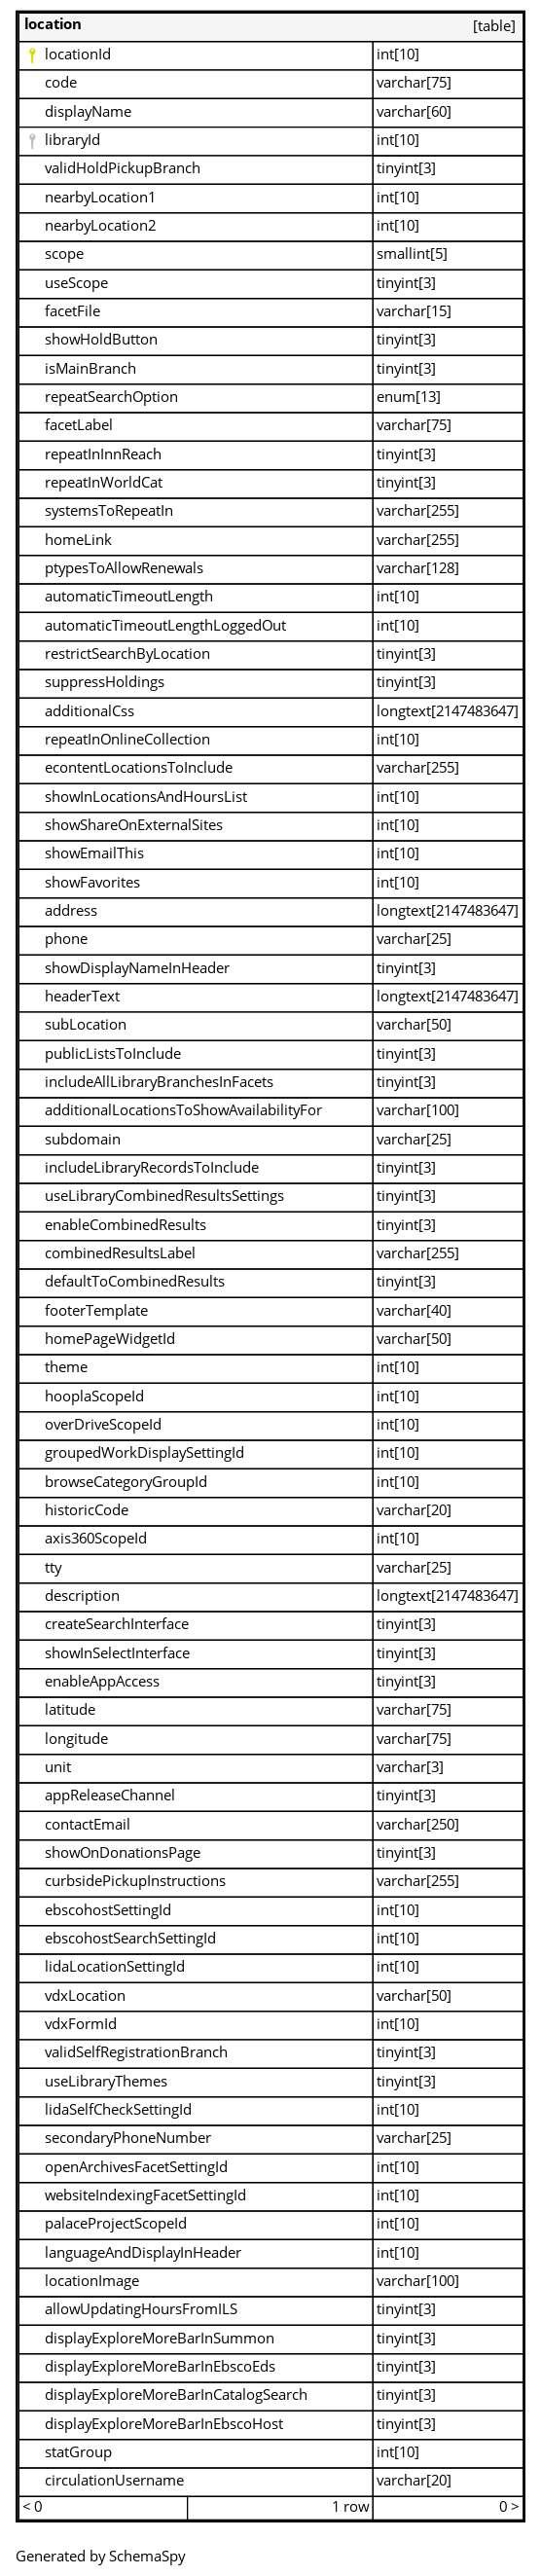 location [table]
locationId int[10]
code varchar[75]
displayName varchar[60]
libraryId int[10]
validHoldPickupBranch tinyint[3]
nearbyLocation1 int[10]
nearbyLocation2 int[10]
scope smallint[5]
useScope tinyint[3]
facetFile varchar[15]
showHoldButton tinyint[3]
isMainBranch tinyint[3]
repeatSearchOption enum[13]
facetLabel varchar[75]
repeatInInnReach tinyint[3]
repeatInWorldCat tinyint[3]
systemsToRepeatIn varchar[255]
homeLink varchar[255]
ptypesToAllowRenewals varchar[128]
automaticTimeoutLength int[10]
automaticTimeoutLengthLoggedOut int[10]
restrictSearchByLocation tinyint[3]
suppressHoldings tinyint[3]
additionalCss longtext[2147483647]
repeatInOnlineCollection int[10]
econtentLocationsToInclude varchar[255]
showInLocationsAndHoursList int[10]
showShareOnExternalSites int[10]
showEmailThis int[10]
showFavorites int[10]
address longtext[2147483647]
phone varchar[25]
showDisplayNameInHeader tinyint[3]
headerText longtext[2147483647]
subLocation varchar[50]
publicListsToInclude tinyint[3]
includeAllLibraryBranchesInFacets tinyint[3]
additionalLocationsToShowAvailabilityFor varchar[100]
subdomain varchar[25]
includeLibraryRecordsToInclude tinyint[3]
useLibraryCombinedResultsSettings tinyint[3]
enableCombinedResults tinyint[3]
combinedResultsLabel varchar[255]
defaultToCombinedResults tinyint[3]
footerTemplate varchar[40]
homePageWidgetId varchar[50]
theme int[10]
hooplaScopeId int[10]
overDriveScopeId int[10]
groupedWorkDisplaySettingId int[10]
browseCategoryGroupId int[10]
historicCode varchar[20]
axis360ScopeId int[10]
tty varchar[25]
description longtext[2147483647]
createSearchInterface tinyint[3]
showInSelectInterface tinyint[3]
enableAppAccess tinyint[3]
latitude varchar[75]
longitude varchar[75]
unit varchar[3]
appReleaseChannel tinyint[3]
contactEmail varchar[250]
showOnDonationsPage tinyint[3]
curbsidePickupInstructions varchar[255]
ebscohostSettingId int[10]
ebscohostSearchSettingId int[10]
lidaLocationSettingId int[10]
vdxLocation varchar[50]
vdxFormId int[10]
validSelfRegistrationBranch tinyint[3]
useLibraryThemes tinyint[3]
lidaSelfCheckSettingId int[10]
secondaryPhoneNumber varchar[25]
openArchivesFacetSettingId int[10]
websiteIndexingFacetSettingId int[10]
palaceProjectScopeId int[10]
languageAndDisplayInHeader int[10]
locationImage varchar[100]
allowUpdatingHoursFromILS tinyint[3]
displayExploreMoreBarInSummon tinyint[3]
displayExploreMoreBarInEbscoEds tinyint[3]
displayExploreMoreBarInCatalogSearch tinyint[3]
displayExploreMoreBarInEbscoHost tinyint[3]
statGroup int[10]
circulationUsername varchar[20]
< 0 1 row 0 >
Generated by SchemaSpy